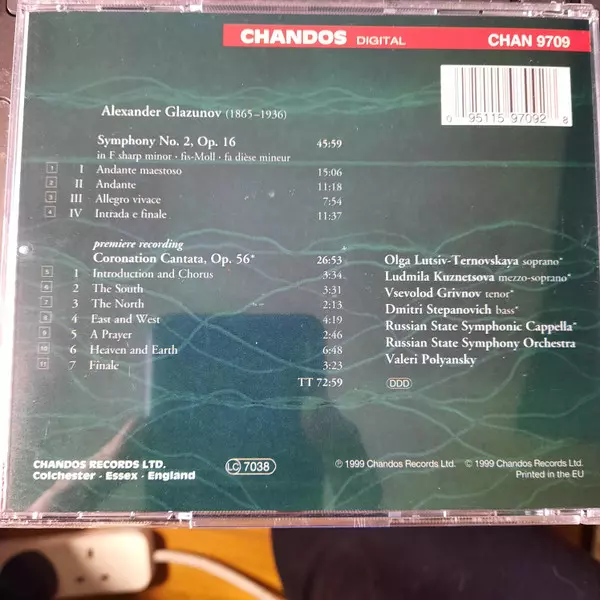 CHANDOS DIGITAL CHAN 9709
0 95115 97092 8
Alexander Glazunov (1865–1936)
Symphony No. 2, Op. 16 45:59
in F sharp minor · fis-Moll · fa dièse mineur
1 I Andante maestoso 15:06
2 II Andante 11:18
3 III Allegro vivace 7:54
4 IV Intrada e finale 11:37
premiere recording
Coronation Cantata, Op. 56* 26:53
5 1 Introduction and Chorus 3:34
6 2 The South 3:31
7 3 The North 2:13
8 4 East and West 4:19
9 5 A Prayer 2:46
10 6 Heaven and Earth 6:48
11 7 Finale 3:23
TT 72:59
Olga Lutsiv-Ternovskaya soprano*
Ludmila Kuznetsova mezzo-soprano*
Vsevolod Grivnov tenor*
Dmitri Stepanovich bass*
Russian State Symphonic Cappella*
Russian State Symphony Orchestra
Valeri Polyansky
DDD
CHANDOS RECORDS LTD.
Colchester · Essex · England
LC 7038
℗ 1999 Chandos Records Ltd. © 1999 Chandos Records Ltd.
Printed in the EU